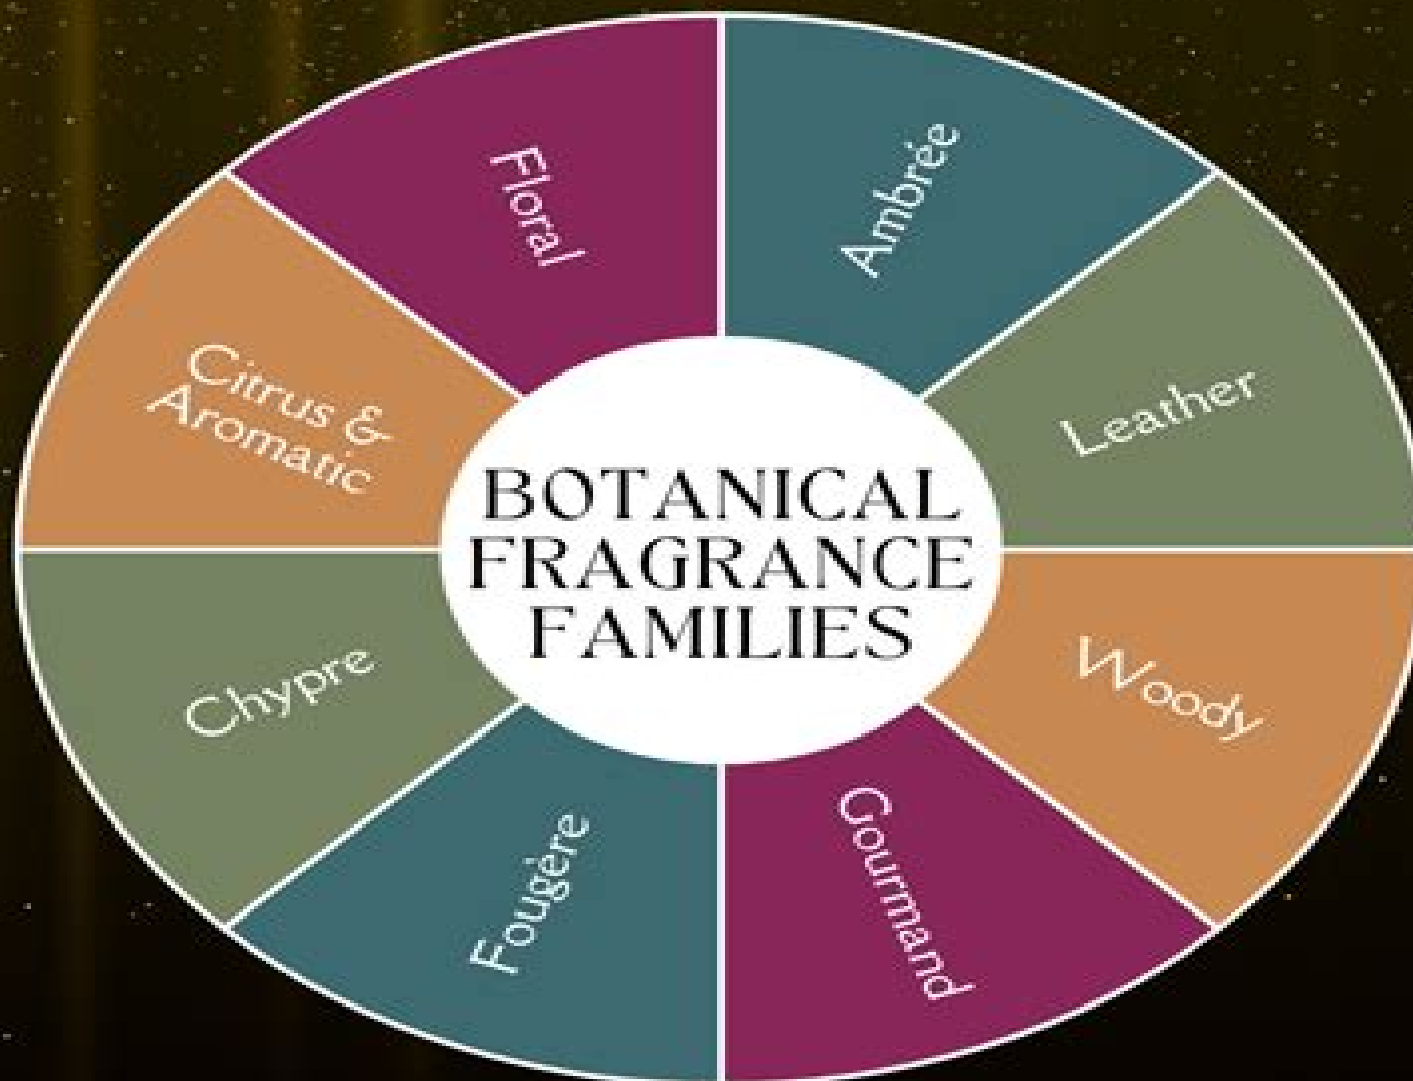 Floral
Ambrée
Citrus &
Aromatic
Leather
BOTANICAL
FRAGRANCE
FAMILIES
Chypre
Woody
Fougère
Gourmand